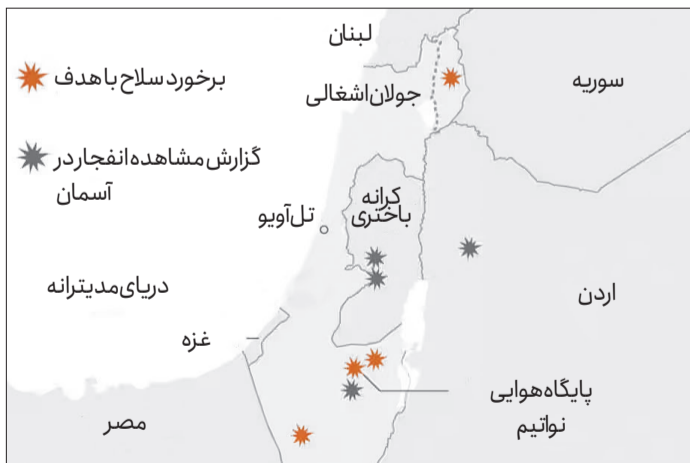 لبنان
برخورد سلاح با هدف
جولان اشغالی
سوریه
گزارش مشاهده انفجار در
آسمان
کرانه
باختری
تل‌آویو
دریای مدیترانه
اردن
غزه
پایگاه هوایی
نواتیم
مصر